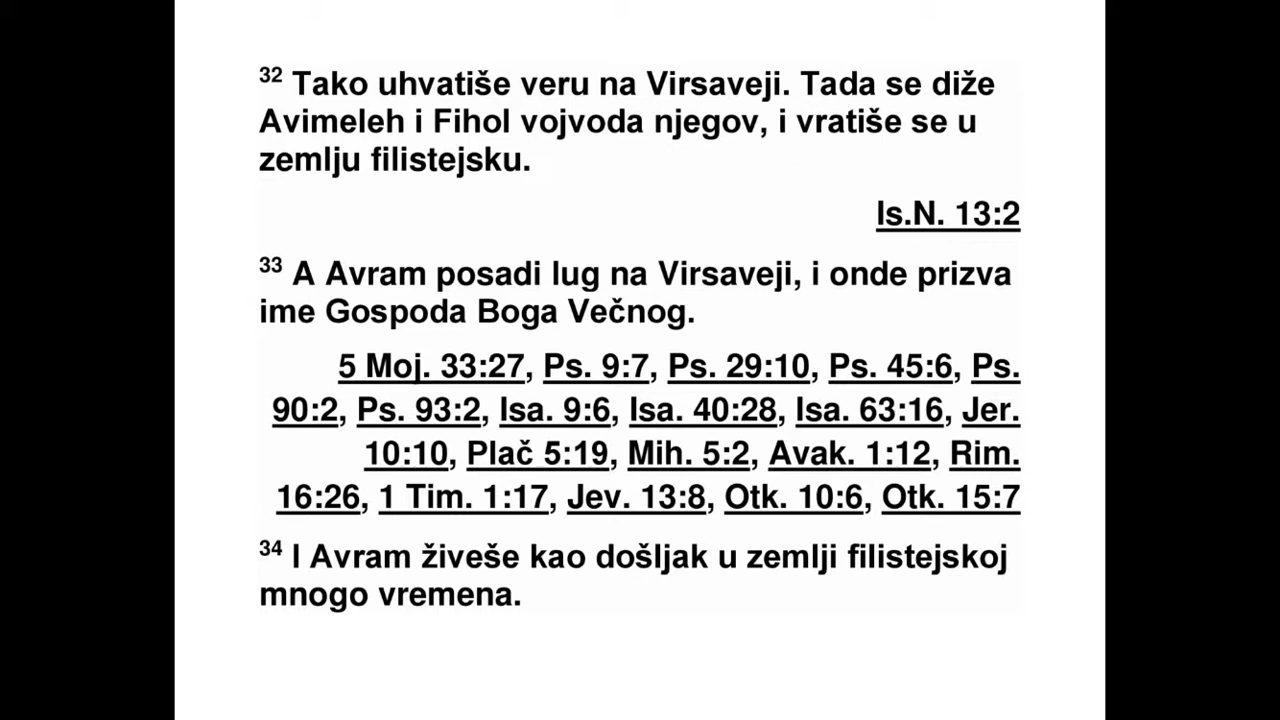 32 Tako uhvatiše veru na Virsaveji. Tada se diže
Avimeleh i Fihol vojvoda njegov, i vratiše se u
zemlju filistejsku.
Is.N. 13:2
33 A Avram posadi lug na Virsaveji, i onde prizva
ime Gospoda Boga Večnog.
5 Moj. 33:27, Ps. 9:7, Ps. 29:10, Ps. 45:6, Ps.
90:2, Ps. 93:2, Isa. 9:6, Isa. 40:28, Isa. 63:16, Jer.
10:10, Plač 5:19, Mih. 5:2, Avak. 1:12, Rim.
16:26, 1 Tim. 1:17, Jev. 13:8, Otk. 10:6, Otk. 15:7
34 I Avram živeše kao došljak u zemlji filistejskoj
mnogo vremena.